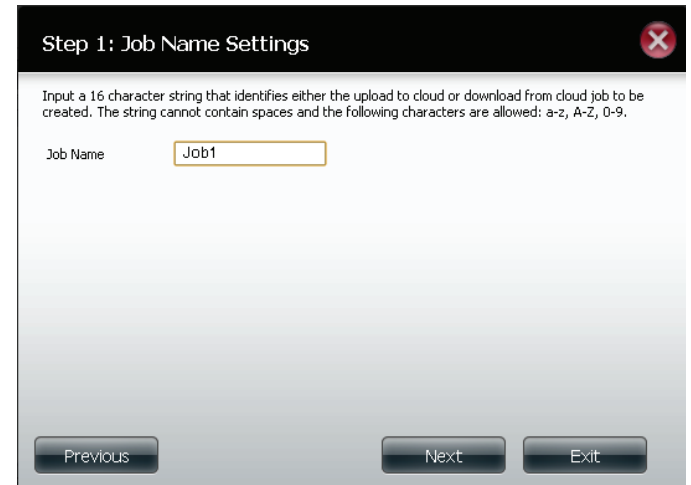 Step 1: Job Name Settings
Input a 16 character string that identifies either the upload to cloud or download from cloud job to be
created. The string cannot contain spaces and the following characters are allowed: a-z, A-Z, 0-9.
Job Name Job1
Previous Next Exit